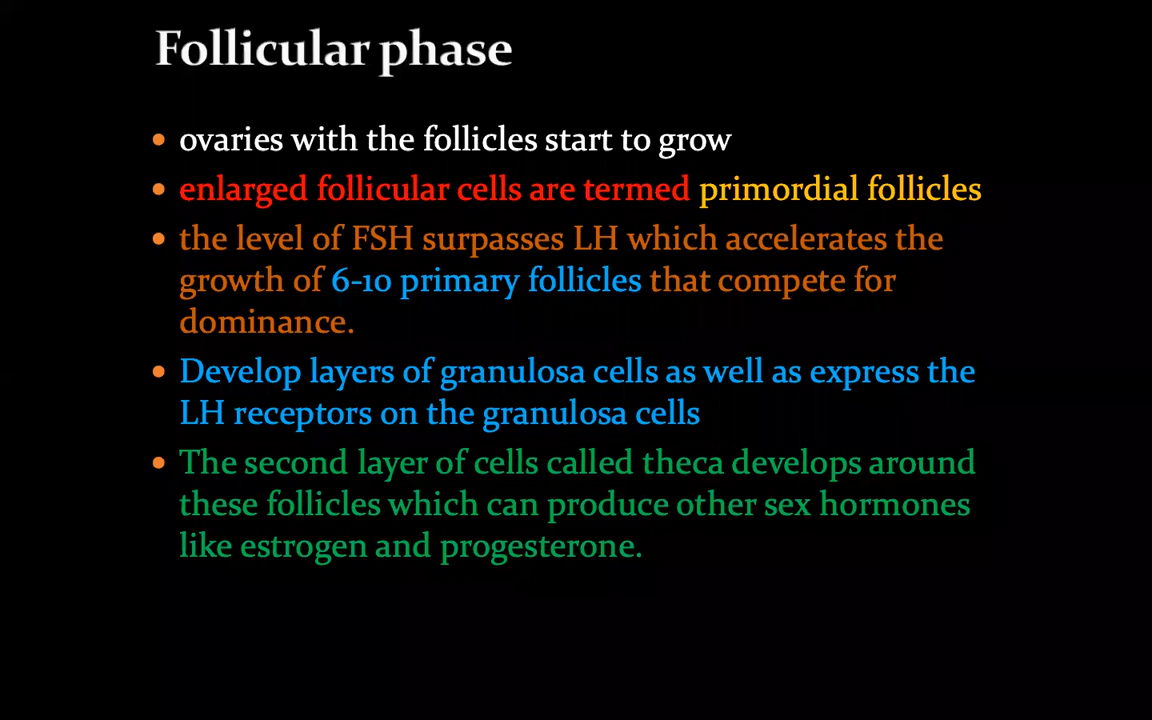 Follicular phase
• ovaries with the follicles start to grow
• enlarged follicular cells are termed primordial follicles
• the level of FSH surpasses LH which accelerates the
growth of 6-10 primary follicles that compete for
dominance.
• Develop layers of granulosa cells as well as express the
LH receptors on the granulosa cells
• The second layer of cells called theca develops around
these follicles which can produce other sex hormones
like estrogen and progesterone.